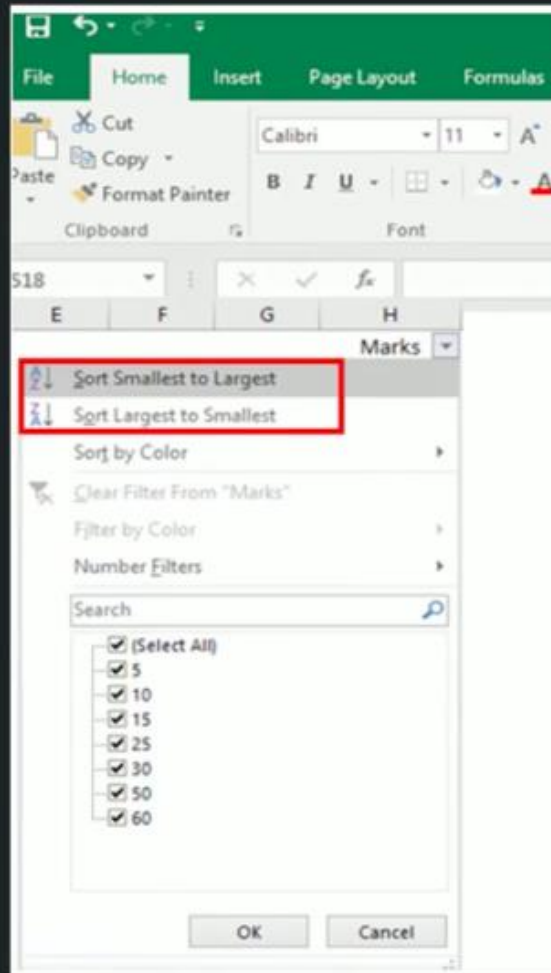 File Home Insert Page Layout Formulas
Cut
Calibri 11 A
Copy
Paste
Format Painter
B I U A
Clipboard Font
S18 fx
E F G H
Marks
Sort Smallest to Largest
Sort Largest to Smallest
Sort by Color
Clear Filter From "Marks"
Filter by Color
Number Filters
Search
(Select All)
5
10
15
25
30
50
60
OK Cancel